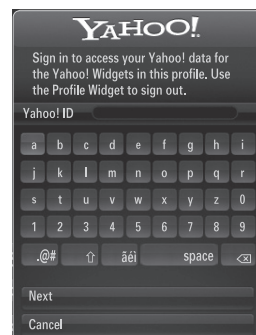 YAHOO!
Sign in to access your Yahoo! data for
the Yahoo! Widgets in this profile. Use
the Profile Widget to sign out.
Yahoo! ID
a b c d e f g h i
j k l m n o p q r
s t u v w x y z 0
1 2 3 4 5 6 7 8 9
.@# ⇧ ãéì space ⌫
Next
Cancel